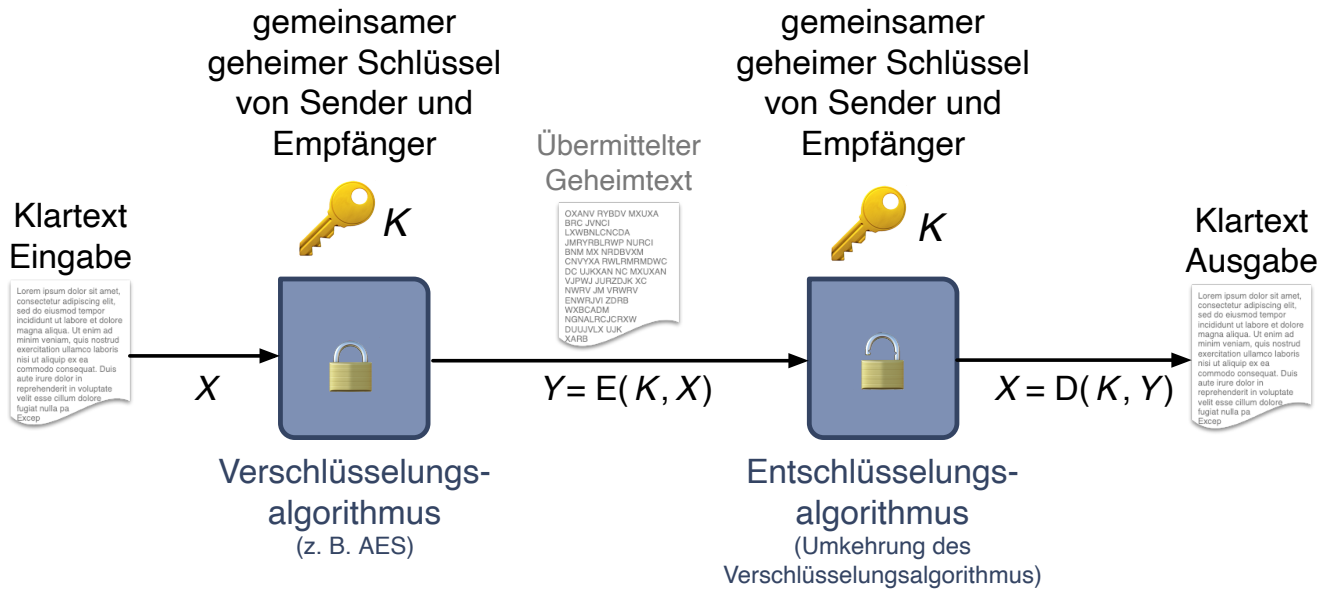 gemeinsamer
geheimer Schlüssel
von Sender und
Empfänger
K
gemeinsamer
geheimer Schlüssel
von Sender und
Empfänger
K
Übermittelter
Geheimtext
OXANV RYBDV MXUXA
BRC JVNCI
LXWBNLCNCDA
JMRYRBLRWP NURCI
BNM MX NRDBVXM
CNVYXA RWLRMRMDWC
DC UJKXAN NC MXUXAN
VJPWJ JURZDJK XC
NWRV JM VRWRV
ENWRJVI ZDRB
WXBCADM
NGNALRCJCRXW
DUUJVLX UJK
XARB
Klartext
Eingabe
Lorem ipsum dolor sit amet,
consectetur adipiscing elit,
sed do eiusmod tempor
incididunt ut labore et dolore
magna aliqua. Ut enim ad
minim veniam, quis nostrud
exercitation ullamco laboris
nisi ut aliquip ex ea
commodo consequat. Duis
aute irure dolor in
reprehenderit in voluptate
velit esse cillum dolore
fugiat nulla pa
Excep
Klartext
Ausgabe
Lorem ipsum dolor sit amet,
consectetur adipiscing elit,
sed do eiusmod tempor
incididunt ut labore et dolore
magna aliqua. Ut enim ad
minim veniam, quis nostrud
exercitation ullamco laboris
nisi ut aliquip ex ea
commodo consequat. Duis
aute irure dolor in
reprehenderit in voluptate
velit esse cillum dolore
fugiat nulla pa
Excep
X
Y = E(K, X)
X = D(K, Y)
Verschlüsselungs-
algorithmus
(z. B. AES)
Entschlüsselungs-
algorithmus
(Umkehrung des
Verschlüsselungsalgorithmus)